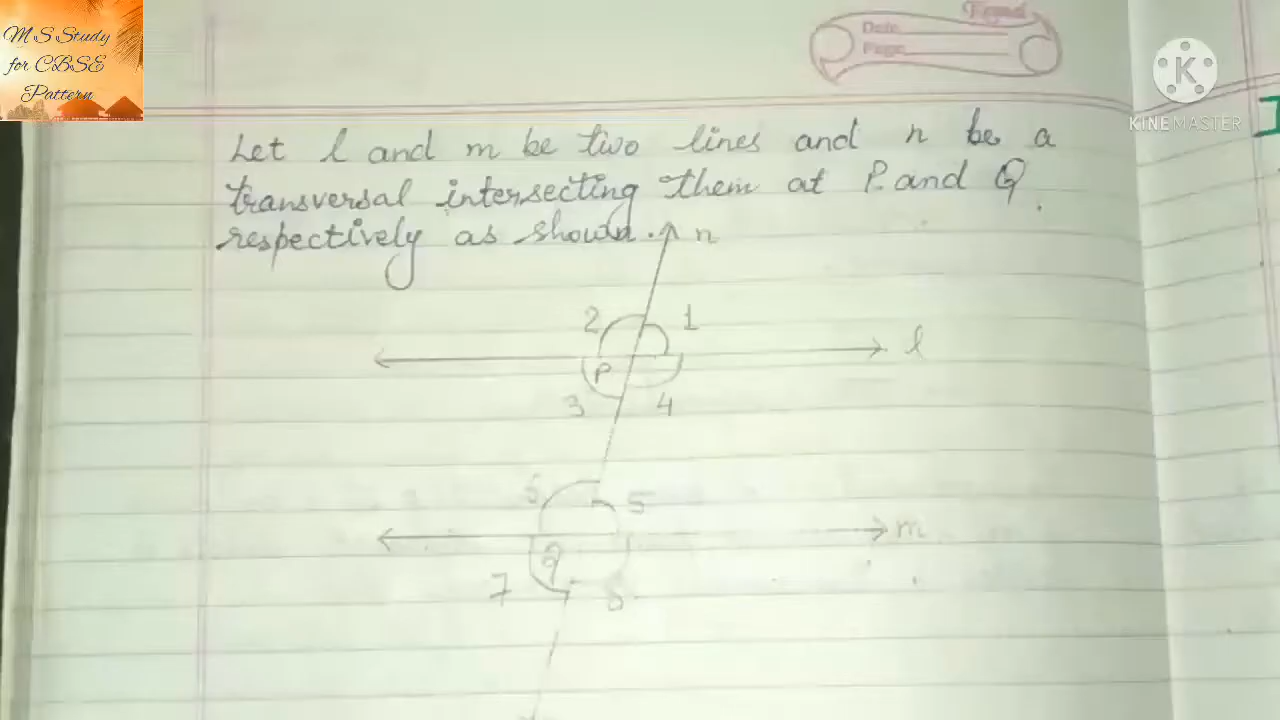 M S Study
for CBSE
Pattern
Date
Page
K
KINEMASTER
Let l and m be two lines and n be a
transversal intersecting them at P and Q
respectively as shown.
n
2 1
l
P
3 4
6 5
m
Q
7 8